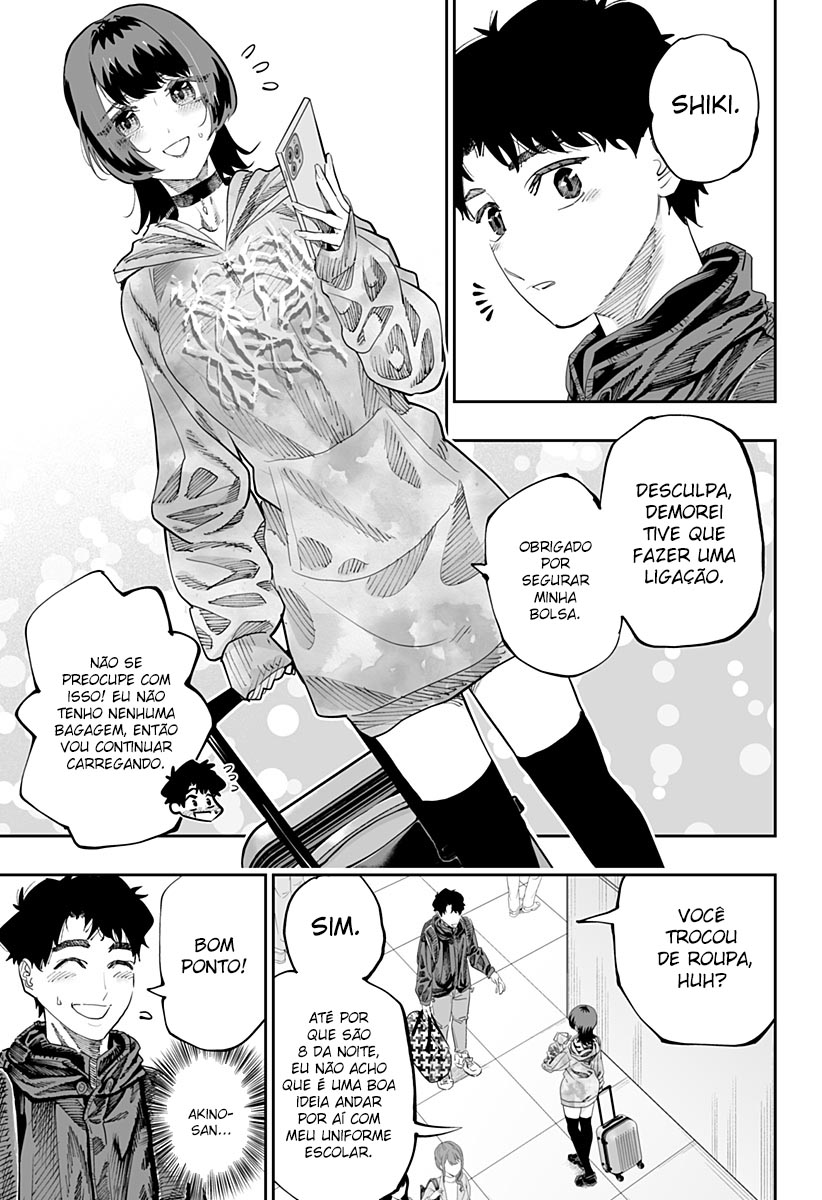 SHIKI.
DESCULPA,
DEMOREI
TIVE QUE
FAZER UMA
LIGAÇÃO.
OBRIGADO
POR
SEGURAR
MINHA
BOLSA.
NÃO SE
PREOCUPE COM
ISSO! EU NÃO
TENHO NENHUMA
BAGAGEM, ENTÃO
VOU CONTINUAR
CARREGANDO.
VOCÊ
TROCOU
DE ROUPA,
HUH?
SIM.
ATÉ POR
QUE SÃO
8 DA NOITE,
EU NÃO ACHO
QUE É UMA BOA
IDEIA ANDAR
POR AÍ COM
MEU UNIFORME
ESCOLAR.
BOM
PONTO!
AKINO-
SAN...